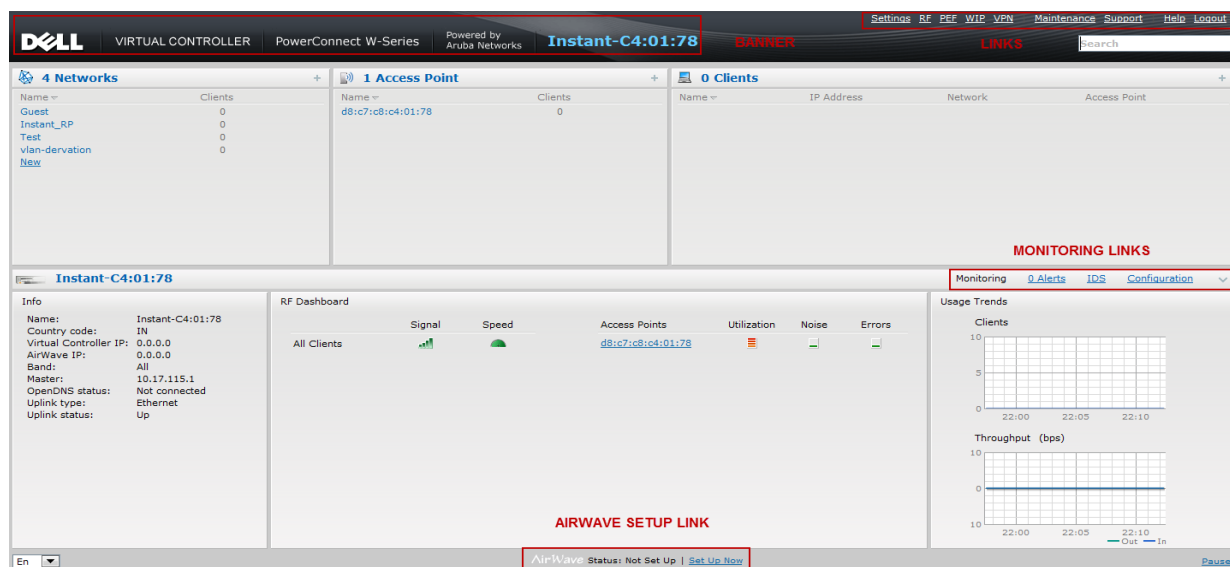 Settings RF PEF WIP VPN Maintenance Support Help Logout
DELL VIRTUAL CONTROLLER PowerConnect W-Series Powered by Aruba Networks Instant-C4:01:78 BANNER LINKS Search
4 Networks + 1 Access Point + 0 Clients +
Name Clients Name Clients Name IP Address Network Access Point
Guest 0 d8:c7:c8:c4:01:78 0
Instant_RP 0
Test 0
vlan-dervation 0
New
MONITORING LINKS
Instant-C4:01:78 Monitoring 0 Alerts IDS Configuration
Info
Name: Instant-C4:01:78
Country code: IN
Virtual Controller IP: 0.0.0.0
AirWave IP: 0.0.0.0
Band: All
Master: 10.17.115.1
OpenDNS status: Not connected
Uplink type: Ethernet
Uplink status: Up
RF Dashboard
Signal Speed Access Points Utilization Noise Errors
All Clients d8:c7:c8:c4:01:78
Usage Trends
Clients
10
5
0
22:00 22:05 22:10
Throughput (bps)
10
0
10
22:00 22:05 22:10
Out In
AIRWAVE SETUP LINK
En AirWave Status: Not Set Up | Set Up Now Pause